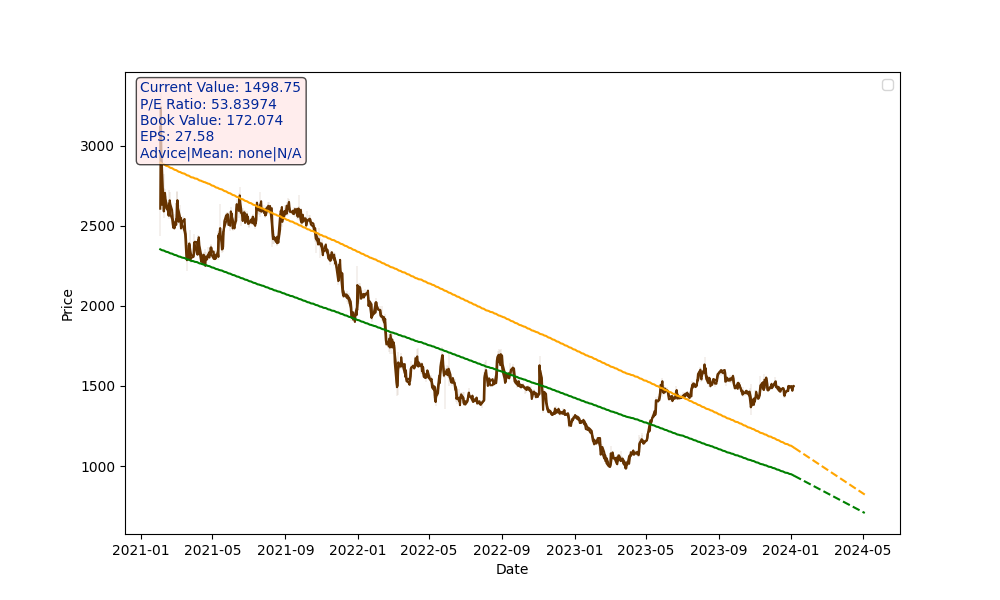 Current Value: 1498.75
P/E Ratio: 53.83974
Book Value: 172.074
EPS: 27.58
Advice|Mean: none|N/A
3000
2500
2000
1500
1000
Price
2021-01 2021-05 2021-09 2022-01 2022-05 2022-09 2023-01 2023-05 2023-09 2024-01 2024-05
Date